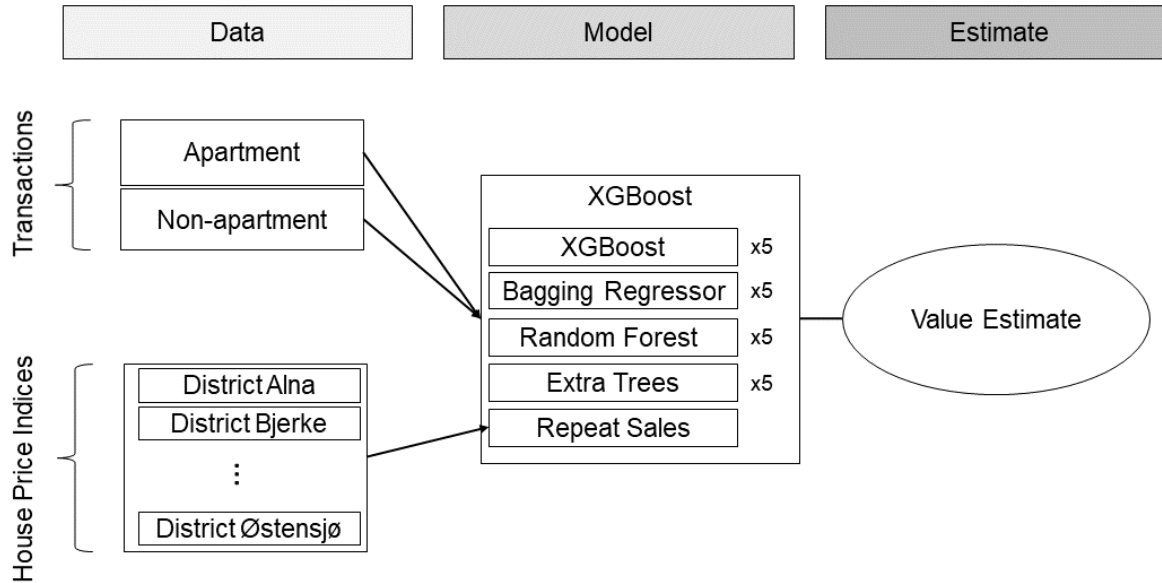 Data
Model
Estimate
Transactions
Apartment
Non-apartment
House Price Indices
District Alna
District Bjerke
⋮
District Østensjø
XGBoost
XGBoost x5
Bagging Regressor x5
Random Forest x5
Extra Trees x5
Repeat Sales
Value Estimate